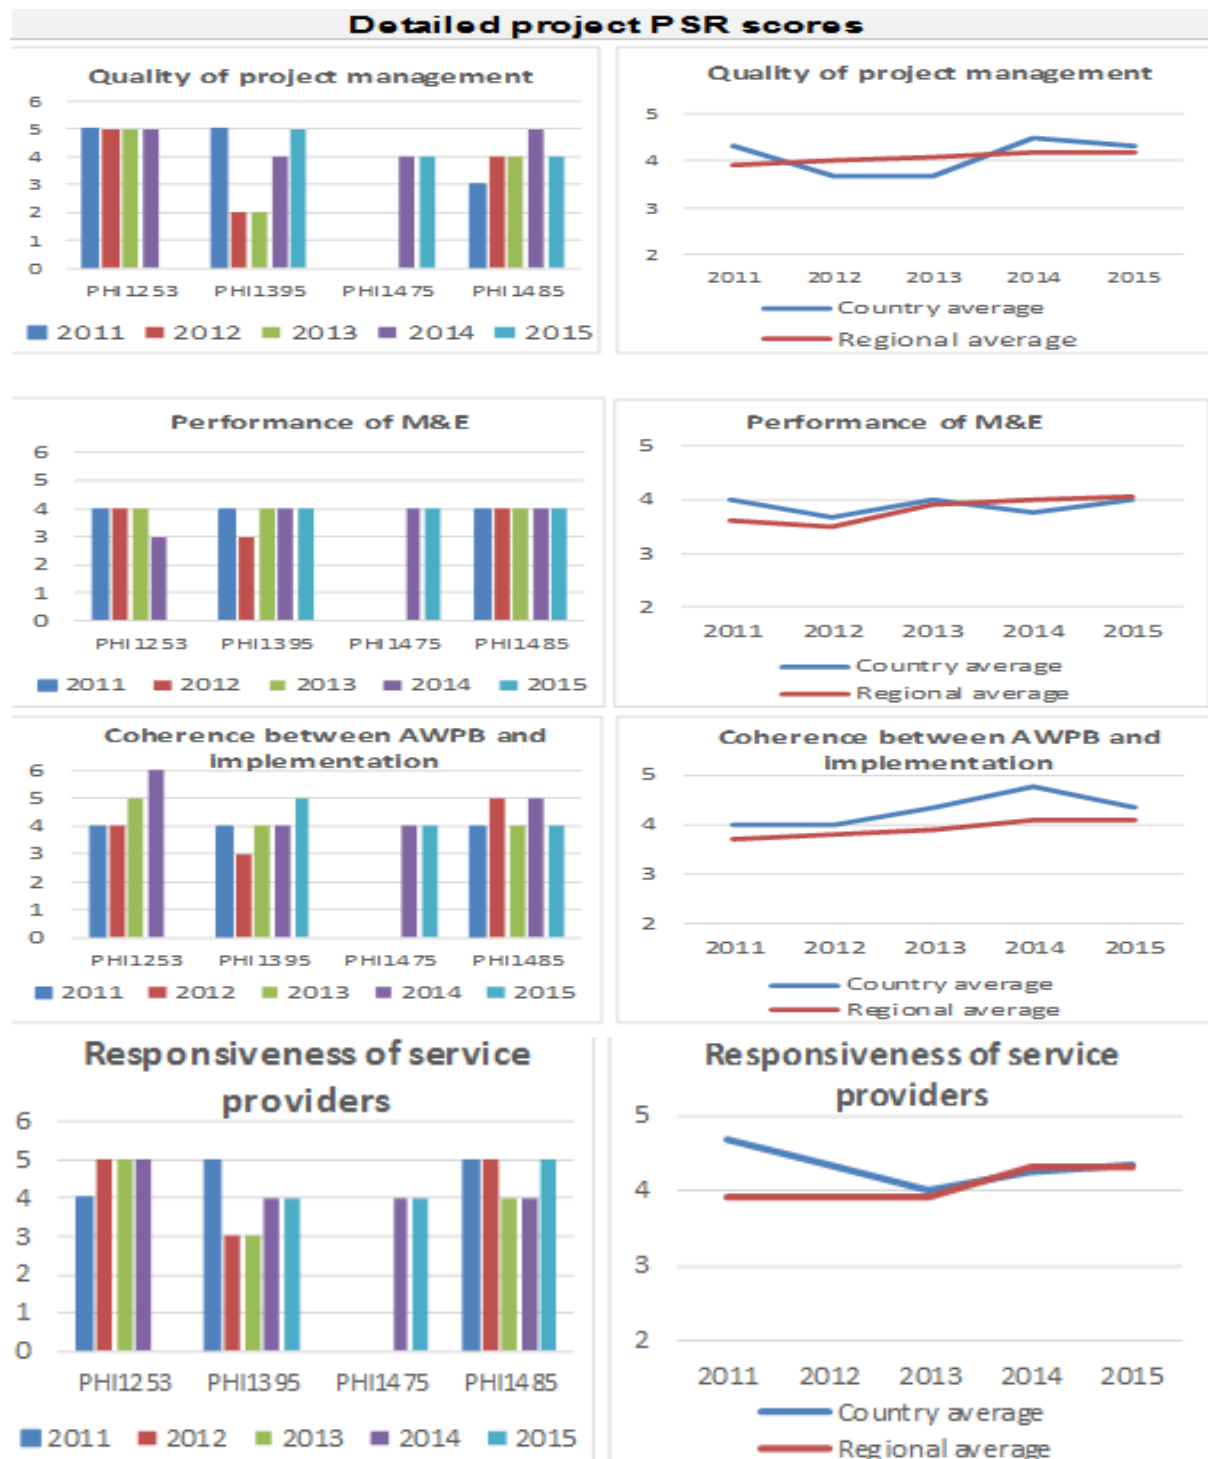 Detailed project PSR scores
Quality of project management
6
5
4
3
2
1
0
PHI1253 PHI1395 PHI1475 PHI1485
2011 2012 2013 2014 2015
Quality of project management
5
4
3
2
2011 2012 2013 2014 2015
Country average
Regional average
Performance of M&E
6
5
4
3
2
1
0
PHI1253 PHI1395 PHI1475 PHI1485
2011 2012 2013 2014 2015
Performance of M&E
5
4
3
2
2011 2012 2013 2014 2015
Country average
Regional average
Coherence between AWPB and
implementation
6
5
4
3
2
1
0
PHI1253 PHI1395 PHI1475 PHI1485
2011 2012 2013 2014 2015
Coherence between AWPB and
implementation
5
4
3
2
2011 2012 2013 2014 2015
Country average
Regional average
Responsiveness of service
providers
6
5
4
3
2
1
0
PHI1253 PHI1395 PHI1475 PHI1485
2011 2012 2013 2014 2015
Responsiveness of service
providers
5
4
3
2
2011 2012 2013 2014 2015
Country average
Regional average